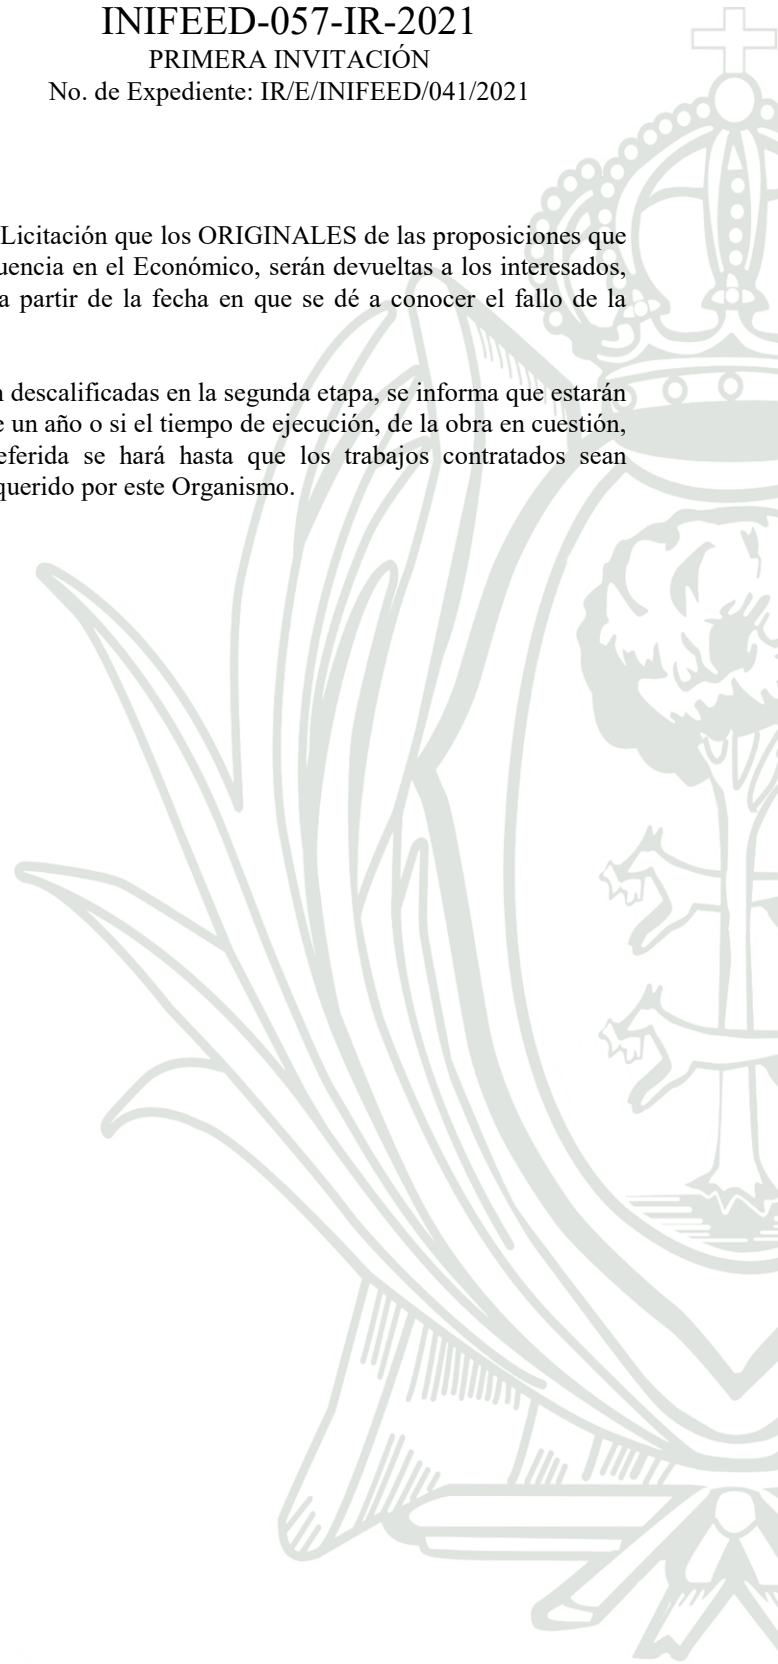 INIFEED-057-IR-2021
PRIMERA INVITACIÓN
No. de Expediente: IR/E/INIFEED/041/2021
Licitación que los ORIGINALES de las proposiciones que
en el Económico, serán devueltas a los interesados,
a partir de la fecha en que se dé a conocer el fallo de la
descalificadas en la segunda etapa, se informa que estarán
un año o si el tiempo de ejecución, de la obra en cuestión,
se hará hasta que los trabajos contratados sean
por este Organismo.